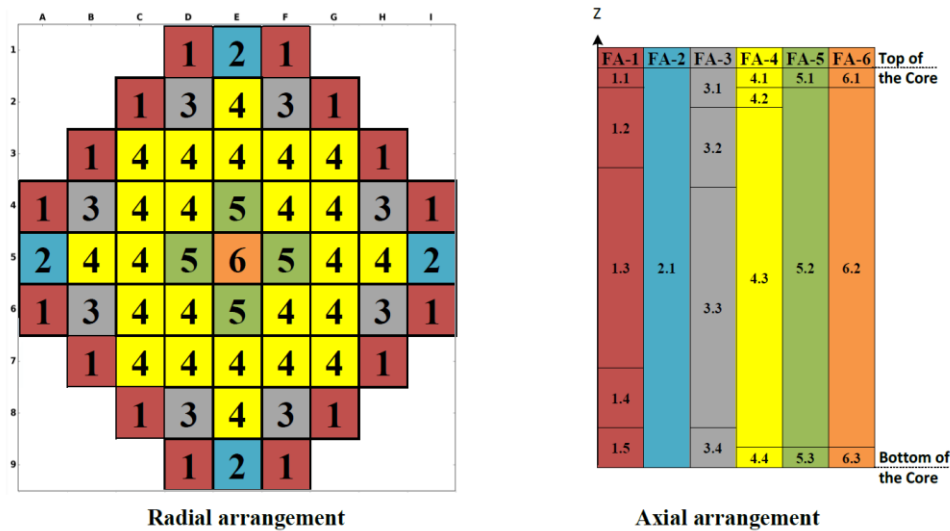 A B C D E F G H I
1 1 2 1
2 1 3 4 3 1
3 1 4 4 4 4 4 1
4 1 3 4 4 5 4 4 3 1
5 2 4 4 5 6 5 4 4 2
6 1 3 4 4 5 4 4 3 1
7 1 4 4 4 4 4 1
8 1 3 4 3 1
9 1 2 1
Radial arrangement
Z
FA-1 FA-2 FA-3 FA-4 FA-5 FA-6 Top of
1.1 3.1 4.1 5.1 6.1 the Core
4.2
1.2
3.2
1.3 2.1 4.3 5.2 6.2
3.3
1.4
1.5 3.4
4.4 5.3 6.3 Bottom of
the Core
Axial arrangement